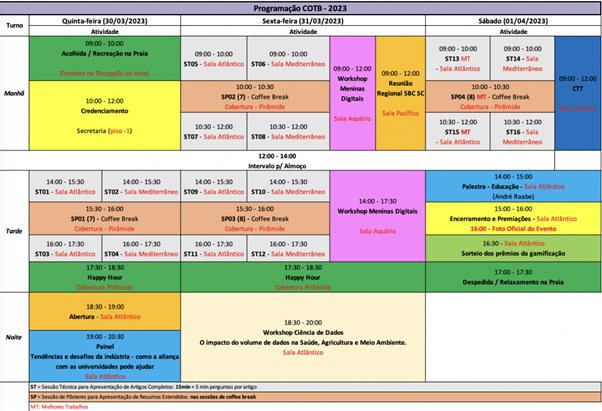 Programação COTB - 2023
Turno
Quinta-feira (30/03/2023)
Sexta-feira (31/03/2023)
Sábado (01/04/2023)
Atividade
Atividade
Atividade
Manhã
09:00 - 10:00
Acolhida / Recreação na Praia
Encontro na Recepção do Hotel
10:00 - 12:00
Credenciamento
Secretaria (piso -1)
09:00 - 10:00
ST05 - Sala Atlântico
09:00 - 10:00
ST06 - Sala Mediterrâneo
10:00 - 10:30
SP02 (7) - Coffee Break
Cobertura - Pirâmide
10:30 - 12:00
ST07 - Sala Atlântico
10:30 - 12:00
ST08 - Sala Mediterrâneo
09:00 - 12:00
Workshop
Meninas
Digitais
Sala Aquário
09:00 - 12:00
Reunião
Regional SBC SC
Sala Pacífico
09:00 - 10:00
ST13 MT
- Sala Atlântico
09:00 - 10:00
ST14 - Sala
Mediterrâneo
10:00 - 10:30
SP04 (8) MT - Coffee Break
Cobertura - Pirâmide
10:30 - 12:00
ST15 MT
- Sala Atlântico
10:30 - 12:00
ST16 - Sala
Mediterrâneo
09:00 - 12:00
CTT
12:00 - 14:00
Intervalo p/ Almoço
Tarde
14:00 - 15:30
ST01 - Sala Atlântico
14:00 - 15:30
ST02 - Sala Mediterrâneo
15:30 - 16:00
SP01 (7) - Coffee Break
Cobertura - Pirâmide
16:00 - 17:30
ST03 - Sala Atlântico
16:00 - 17:30
ST04 - Sala Mediterrâneo
17:30 - 18:30
Happy Hour
Cobertura Pirâmide
14:00 - 15:30
ST09 - Sala Atlântico
14:00 - 15:30
ST10 - Sala Mediterrâneo
15:30 - 16:00
SP03 (8) - Coffee Break
Cobertura - Pirâmide
16:00 - 17:30
ST11 - Sala Atlântico
16:00 - 17:30
ST12 - Sala Mediterrâneo
14:00 - 17:30
Workshop Meninas Digitais
Sala Aquário
17:30 - 18:30
Happy Hour
Cobertura Pirâmide
14:00 - 15:00
Palestra - Educação - Sala Atlântico
(André Raabe)
15:00 - 16:00
Encerramento e Premiações - Sala Atlântico
16:00 - Foto Oficial do Evento
16:30 - Sala Atlântico
Sorteio dos prêmios da gamificação
17:00 - 17:30
Despedida / Relaxamento na Praia
Noite
18:30 - 19:00
Abertura - Sala Atlântico
19:00 - 20:30
Painel
Tendências e desafios da indústria - como a aliança
com as universidades pode ajudar
Sala Atlântico
18:30 - 20:00
Workshop Ciência de Dados
O impacto do volume de dados na Saúde, Agricultura e Meio Ambiente.
Sala Atlântico
ST = Sessão Técnica para Apresentação de Artigos Completos: 15min + 5 min perguntas por artigo
SP = Sessão de Pôsteres para Apresentação de Resumos Estendidos: nas sessões de coffee break
MT: Melhores Trabalhos